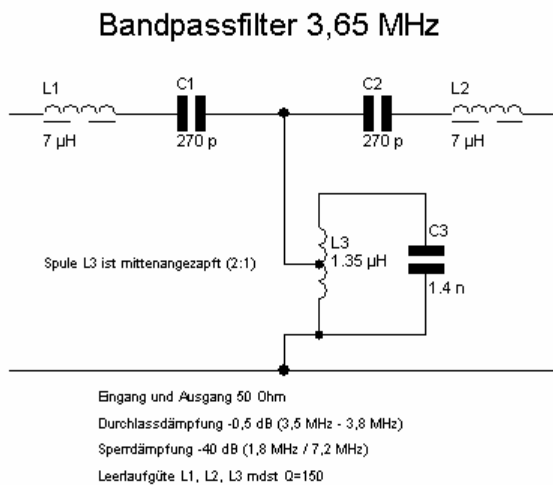 Bandpassfilter 3,65 MHz
L1
C1
C2
L2
7 µH
270 p
270 p
7 µH
L3
1.35 µH
C3
1.4 n
Spule L3 ist mittenangezapft (2:1)
Eingang und Ausgang 50 Ohm
Durchlassdämpfung -0,5 dB (3,5 MHz - 3,8 MHz)
Sperrdämpfung -40 dB (1,8 MHz / 7,2 MHz)
Leerlaufgüte L1, L2, L3 mdst Q=150